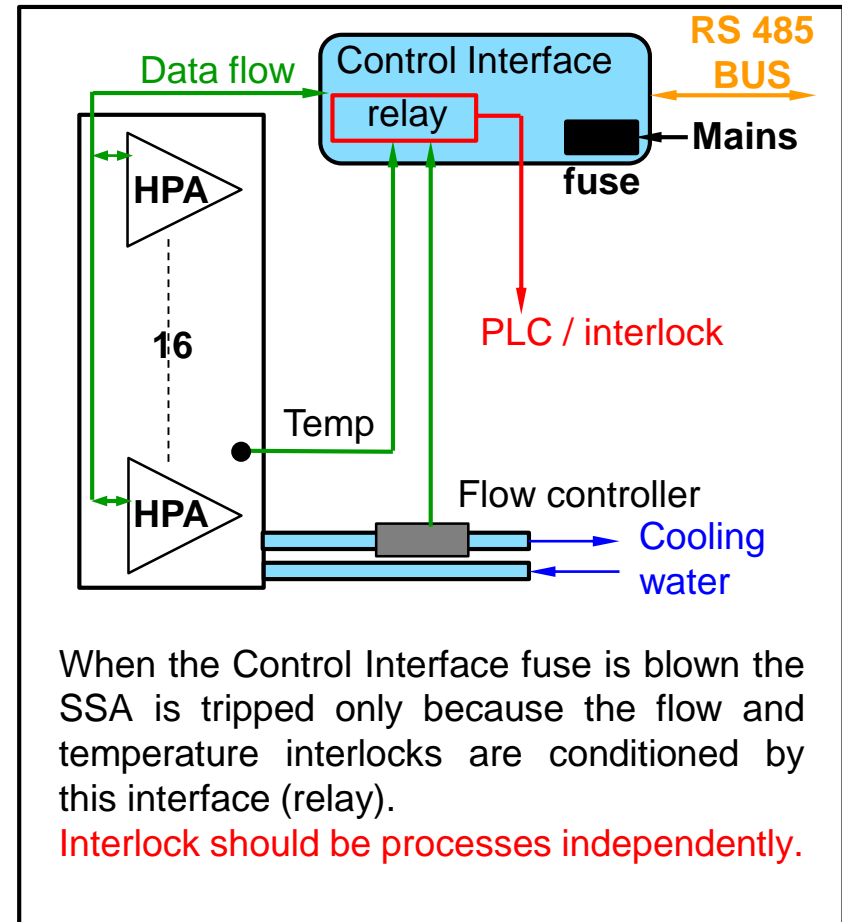 RS 485
BUS
Data flow
Control Interface
relay
Mains
fuse
HPA
PLC / interlock
16
Temp
HPA
Flow controller
Cooling
water
When the Control Interface fuse is blown the
SSA is tripped only because the flow and
temperature interlocks are conditioned by
this interface (relay).
Interlock should be processes independently.